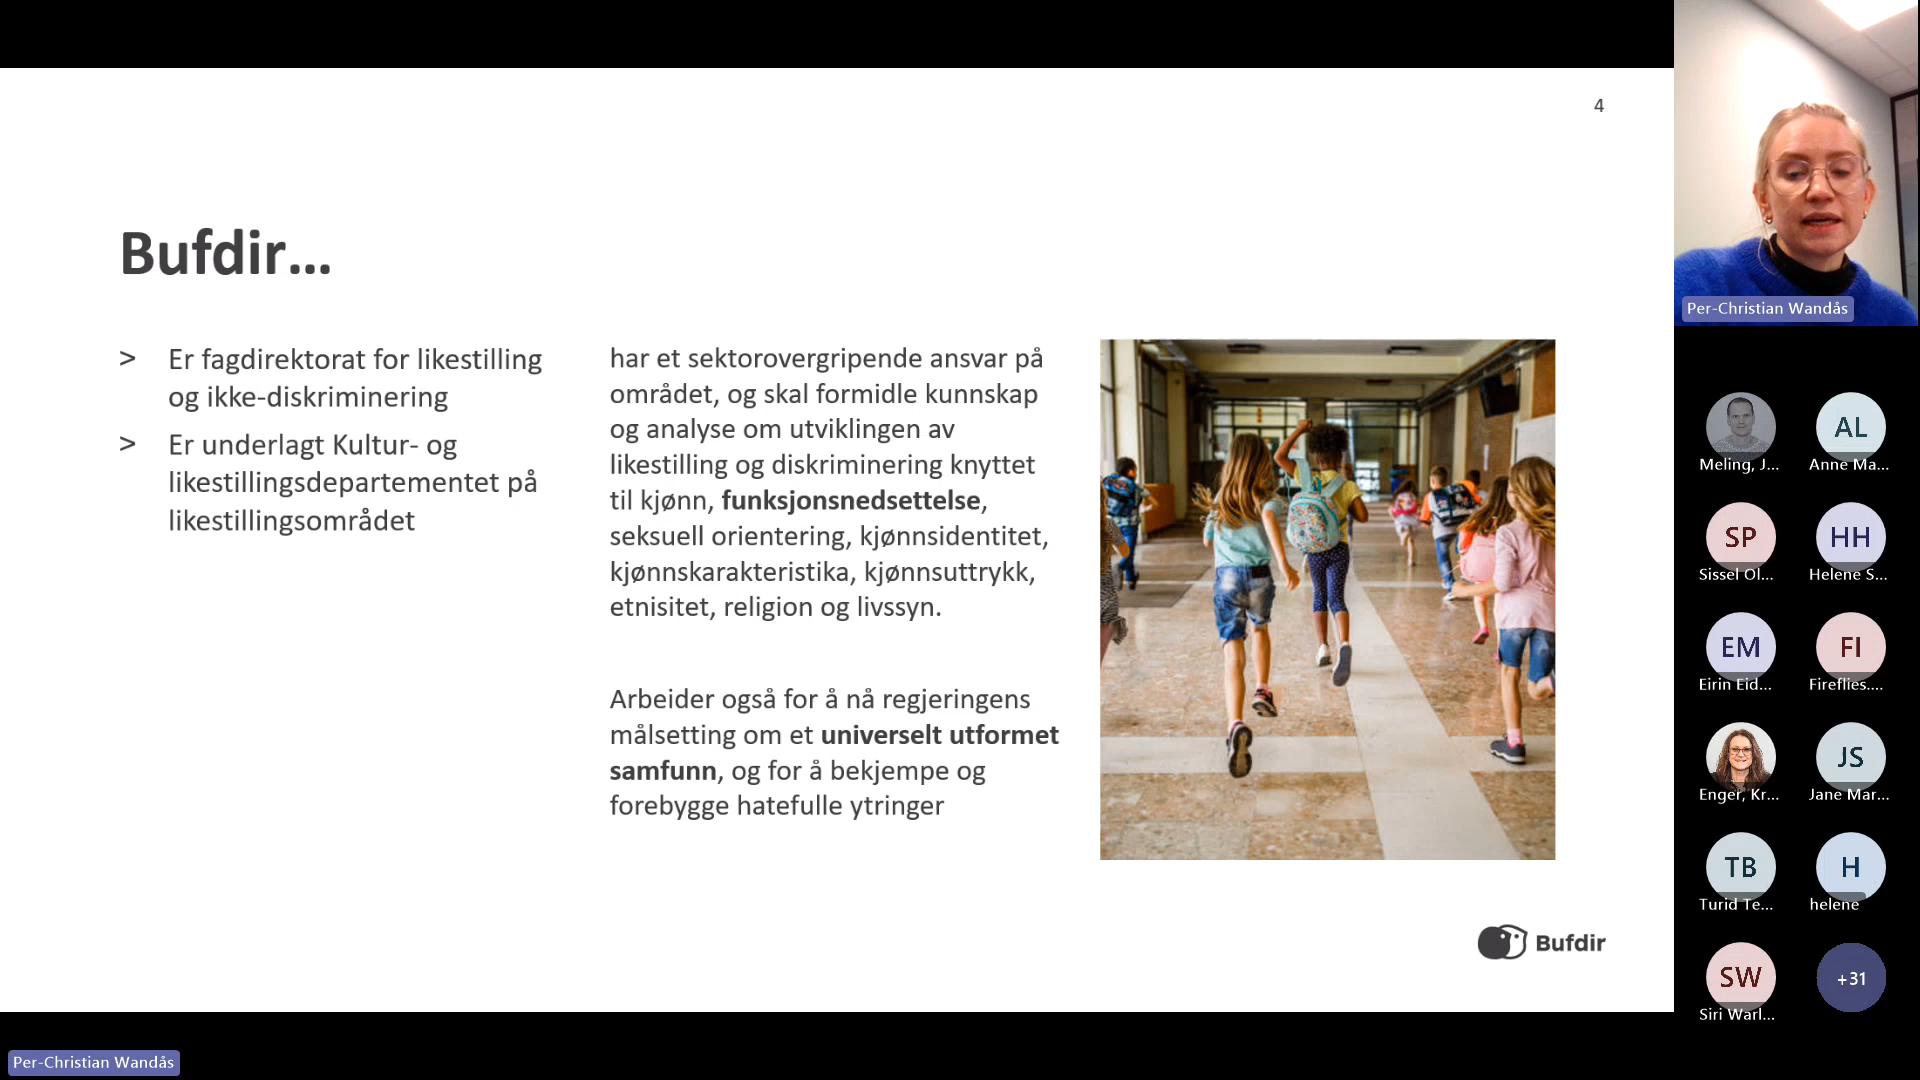 4
Bufdir...
> Er fagdirektorat for likestilling
og ikke-diskriminering
> Er underlagt Kultur- og
likestillingsdepartementet på
likestillingsområdet
har et sektorovergripende ansvar på
området, og skal formidle kunnskap
og analyse om utviklingen av
likestilling og diskriminering knyttet
til kjønn, funksjonsnedsettelse,
seksuell orientering, kjønnsidentitet,
kjønnskarakteristika, kjønnsuttrykk,
etnisitet, religion og livssyn.
Arbeider også for å nå regjeringens
målsetting om et universelt utformet
samfunn, og for å bekjempe og
forebygge hatefulle ytringer
Bufdir
Per-Christian Wandås
Per-Christian Wandås
Meling, J...
AL
Anne Ma...
SP
Sissel Ol...
HH
Helene S...
EM
Eirin Eid...
FI
Fireflies....
Enger, Kr...
JS
Jane Mar...
TB
Turid Te...
H
helene
SW
Siri Warl...
+31